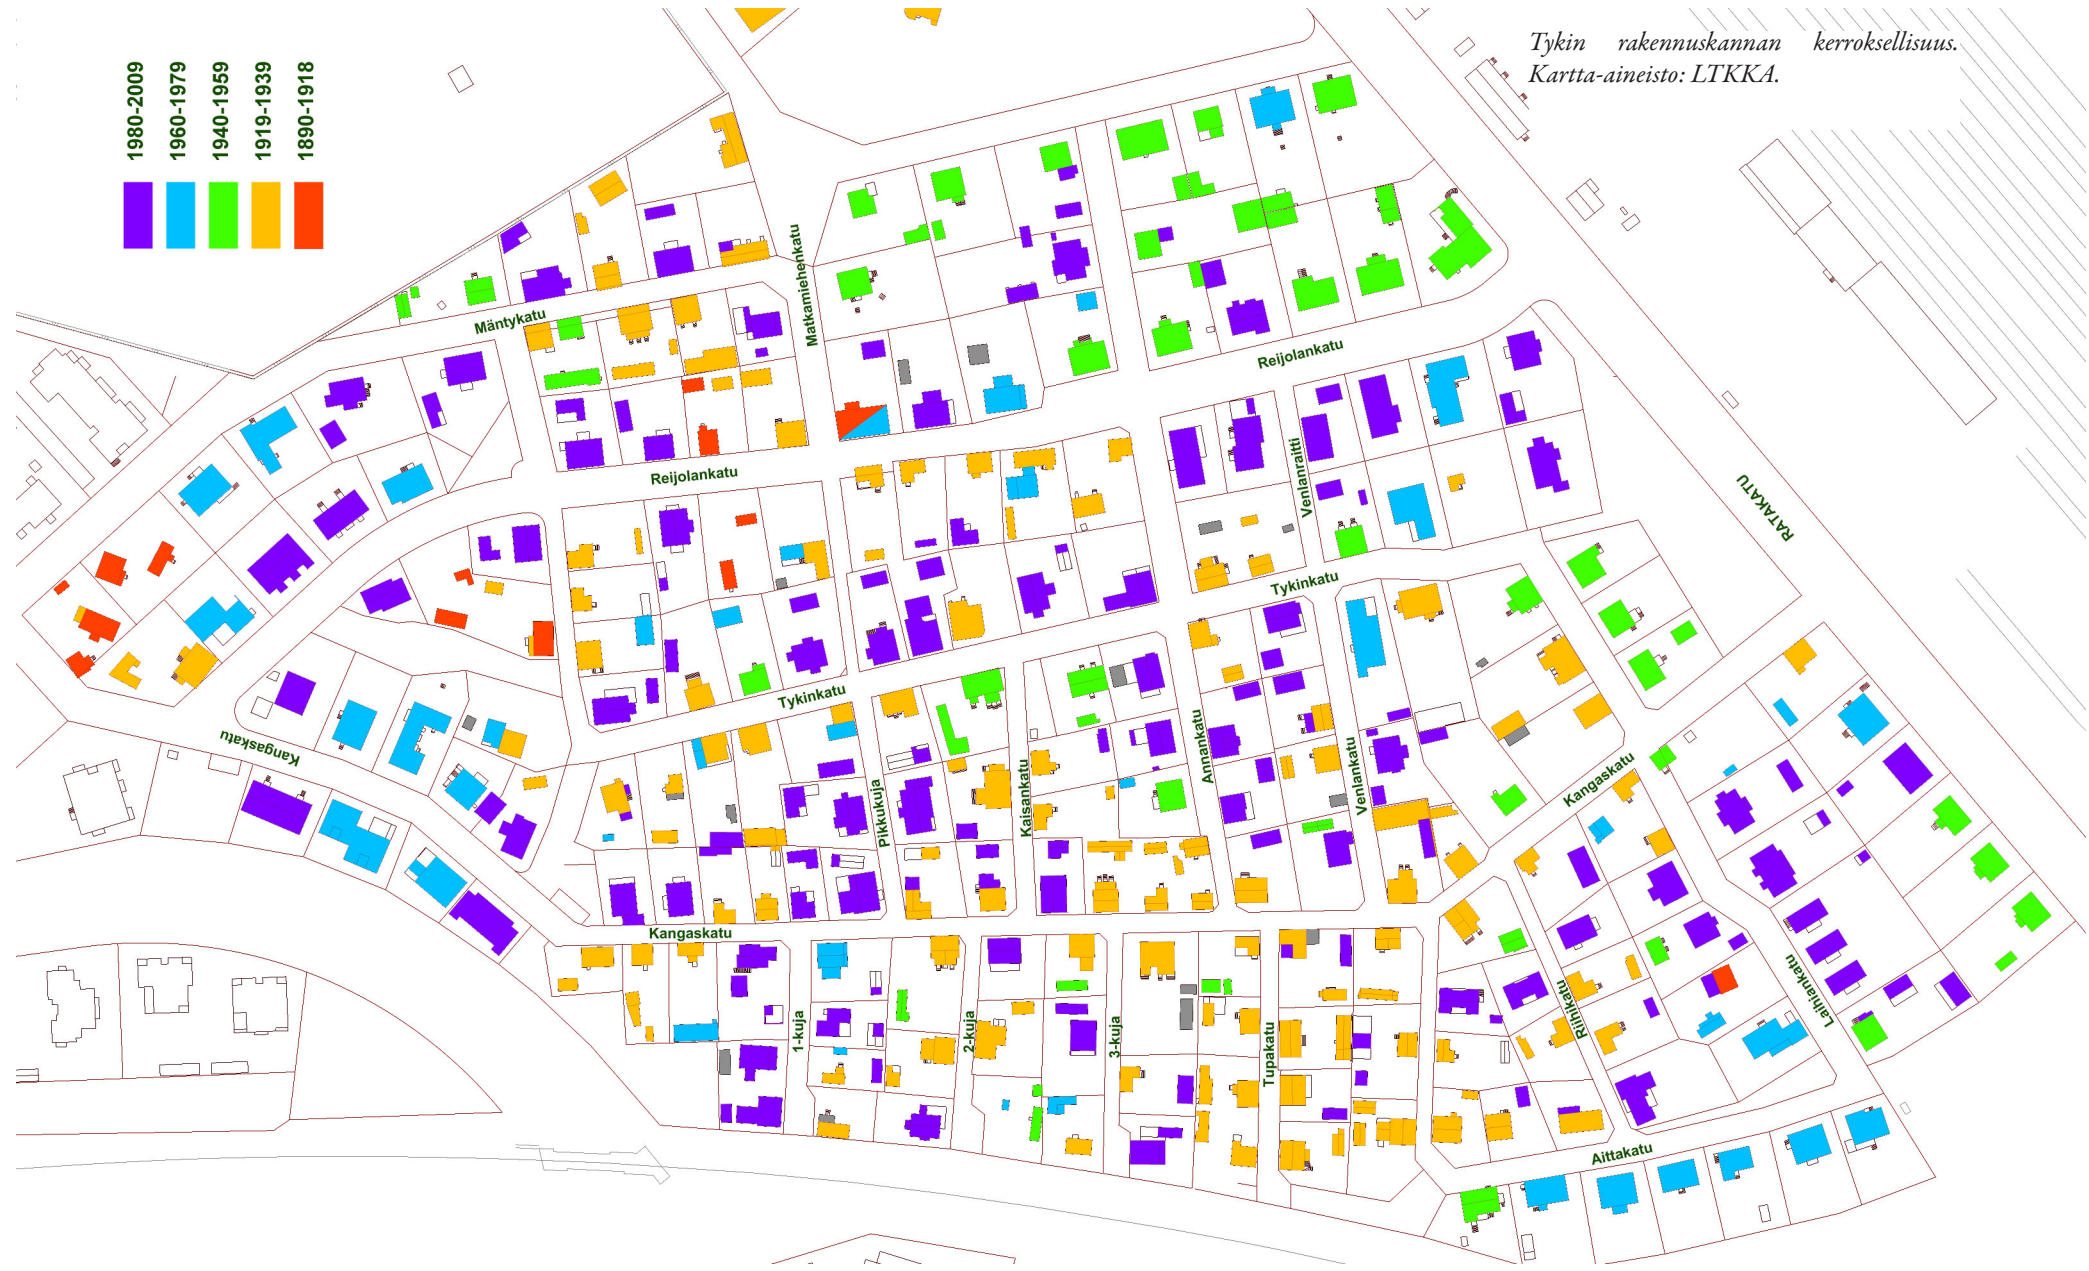 Tykin rakennuskannan kerroksellisuus.
Kartta-aineisto: LTKKA.
1980-2009
1960-1979
1940-1959
1919-1939
1890-1918
Matkamiehenkatu
Mäntykatu
Reijolankatu
Reijolankatu
Venlanraitti
RATAKATU
Tykinkatu
Tykinkatu
Kangaskatu
Annankatu
Kaisankatu
Pikkukuja
Venlankatu
Kangaskatu
Kangaskatu
1-kuja
2-kuja
3-kuja
Tupakatu
Riihikatu
Laihiankatu
Aittakatu